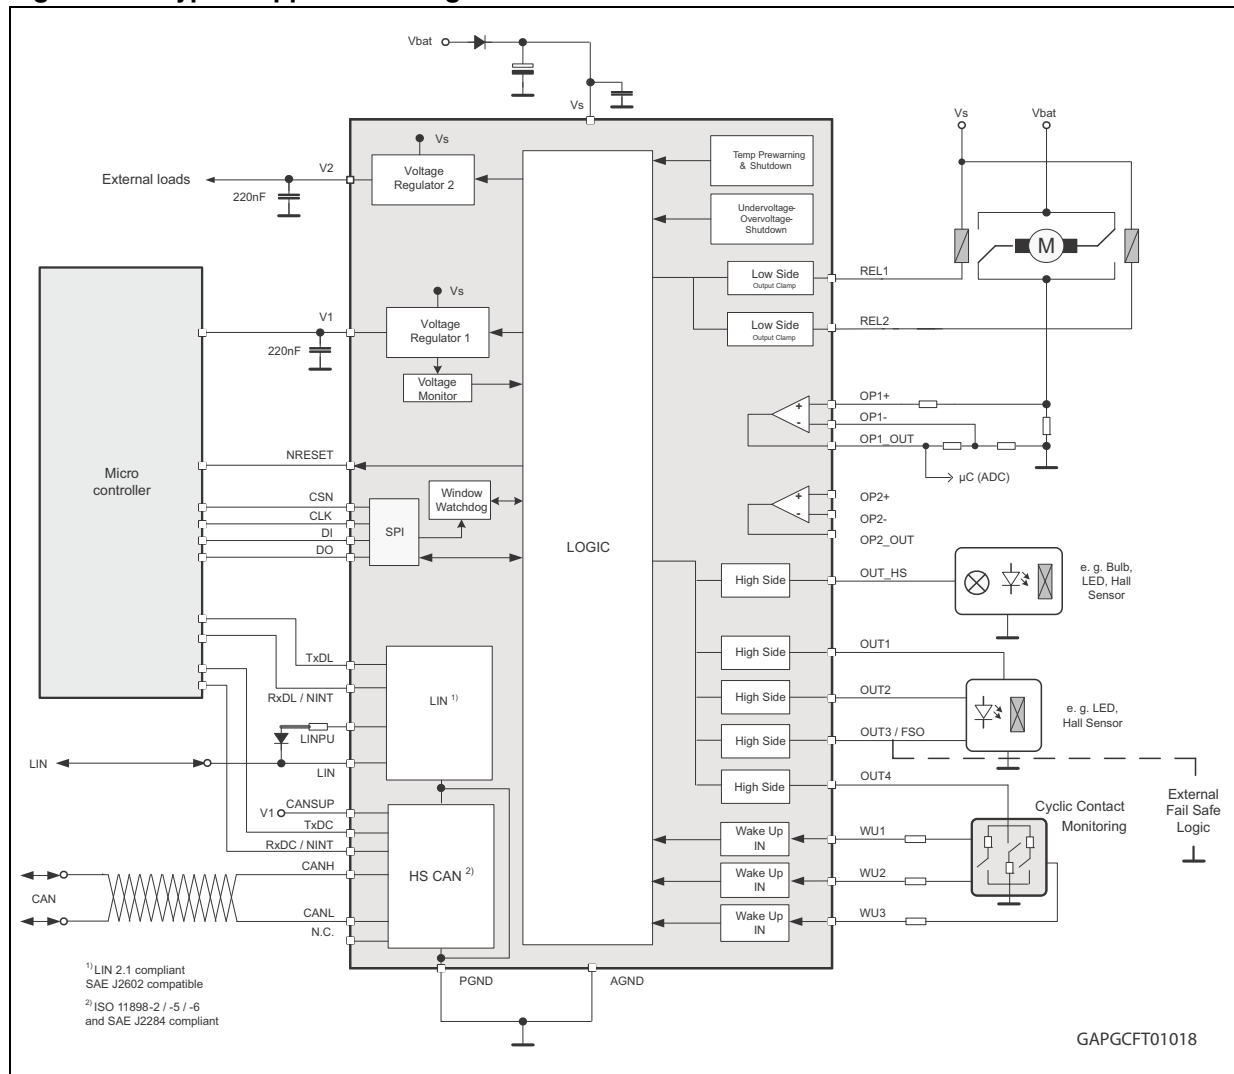 Vbat
Vs
Vs
Vbat
Vs
Voltage
Regulator 2
V2
External loads
220nF
Temp Prewarning
& Shutdown
Undervoltage-
Overvoltage-
Shutdown
M
Low Side
Output Clamp
REL1
Vs
V1
Voltage
Regulator 1
220nF
Low Side
Output Clamp
REL2
Voltage
Monitor
+
-
OP1+
OP1-
OP1_OUT
µC (ADC)
Micro
controller
NRESET
CSN
CLK
DI
DO
SPI
Window
Watchdog
LOGIC
+
-
OP2+
OP2-
OP2_OUT
High Side
OUT_HS
e. g. Bulb,
LED, Hall
Sensor
High Side
OUT1
High Side
OUT2
e. g. LED,
Hall Sensor
High Side
OUT3 / FSO
High Side
OUT4
External
Fail Safe
Logic
TxDL
RxDL / NINT
LIN 1)
LINPU
LIN
LIN
V1
CANSUP
TxDC
RxDC / NINT
CANH
HS CAN 2)
CAN
CANL
N.C.
Cyclic Contact
Monitoring
Wake Up
IN
WU1
Wake Up
IN
WU2
Wake Up
IN
WU3
PGND
AGND
1) LIN 2.1 compliant
SAE J2602 compatible
2) ISO 11898-2 / -5 / -6
and SAE J2284 compliant
GAPGCFT01018